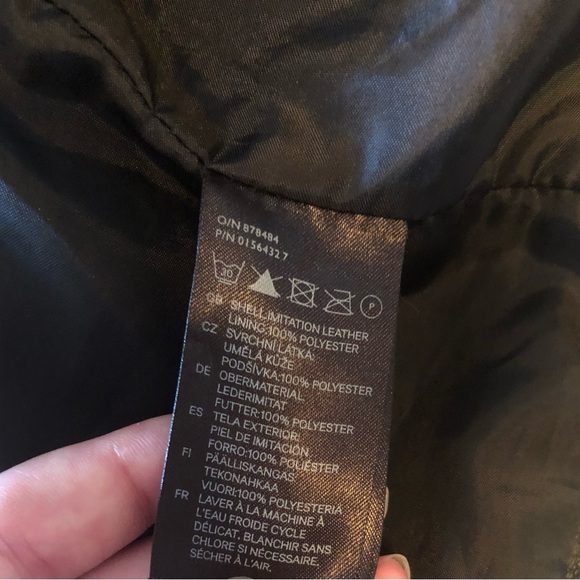 O/N 878484
P/N 0156432 7
30 P
GB SHELL:IMITATION LEATHER
LINING:100% POLYESTER
CZ SVRCHNÍ LÁTKA:
UMĚLÁ KŮŽE
PODŠÍVKA:100% POLYESTER
DE OBERMATERIAL
LEDERIMITAT
FUTTER:100% POLYESTER
ES TELA EXTERIOR:
PIEL DE IMITACIÓN
FORRO:100% POLIÉSTER
FI PÄÄLLISKANGAS
TEKONAHKAA
VUORI:100% POLYESTERIA
FR LAVER À LA MACHINE À
L'EAU FROIDE CYCLE
DÉLICAT. BLANCHIR SANS
CHLORE SI NÉCESSAIRE.
SÉCHER À L'AIR.